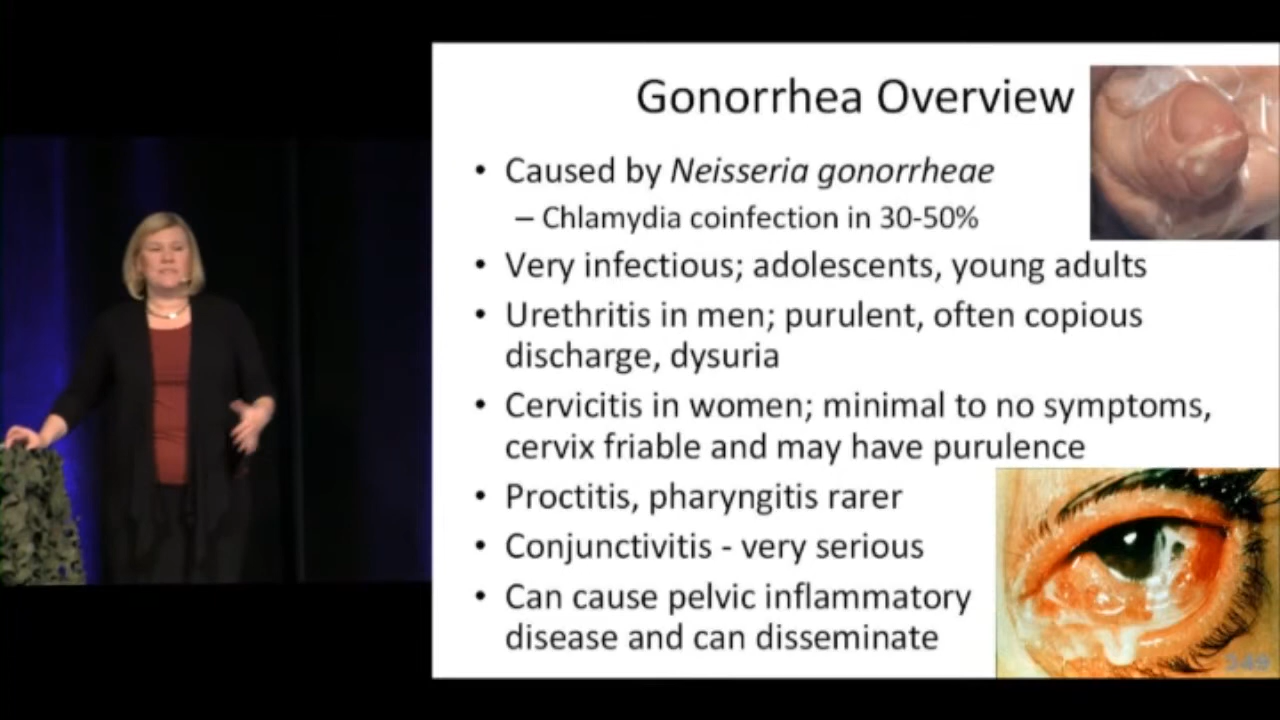 Gonorrhea Overview
• Caused by Neisseria gonorrheae
– Chlamydia coinfection in 30-50%
• Very infectious; adolescents, young adults
• Urethritis in men; purulent, often copious
discharge, dysuria
• Cervicitis in women; minimal to no symptoms,
cervix friable and may have purulence
• Proctitis, pharyngitis rarer
• Conjunctivitis - very serious
• Can cause pelvic inflammatory
disease and can disseminate
349